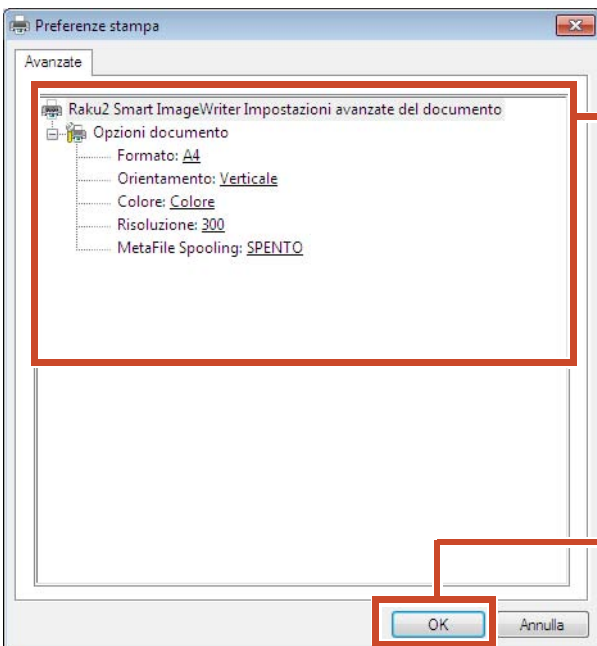 Preferenze stampa
Avanzate
Raku2 Smart ImageWriter Impostazioni avanzate del documento
Opzioni documento
Formato: A4
Orientamento: Verticale
Colore: Colore
Risoluzione: 300
MetaFile Spooling: SPENTO
OK Annulla